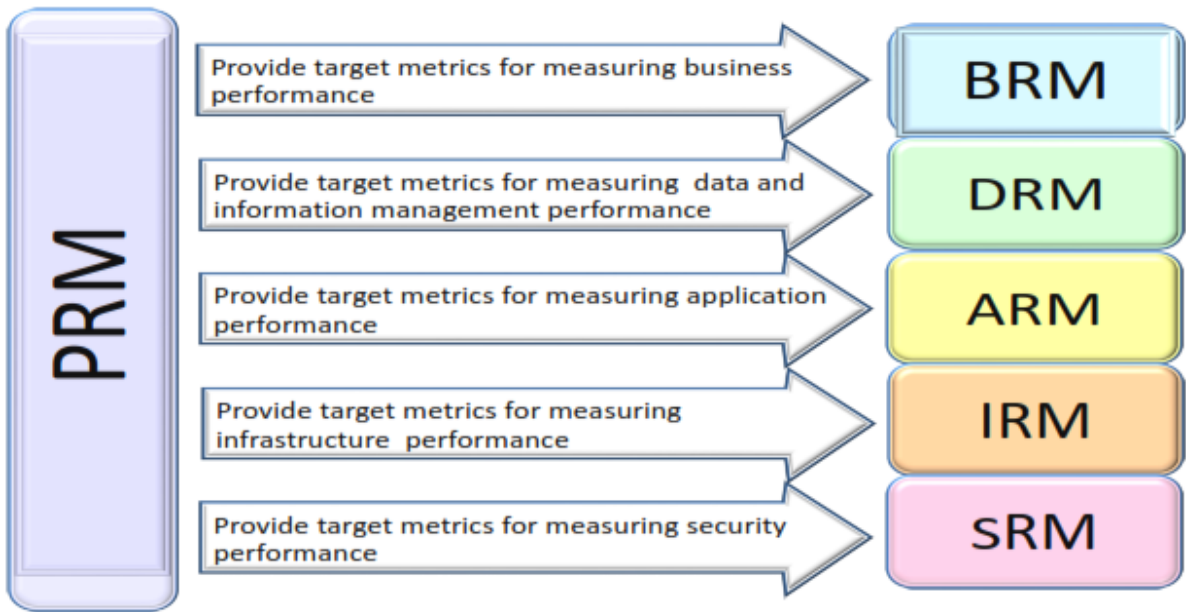 PRM
Provide target metrics for measuring business
performance
BRM
Provide target metrics for measuring  data and
information management performance
DRM
Provide target metrics for measuring application
performance
ARM
Provide target metrics for measuring
infrastructure  performance
IRM
Provide target metrics for measuring security
performance
sRM